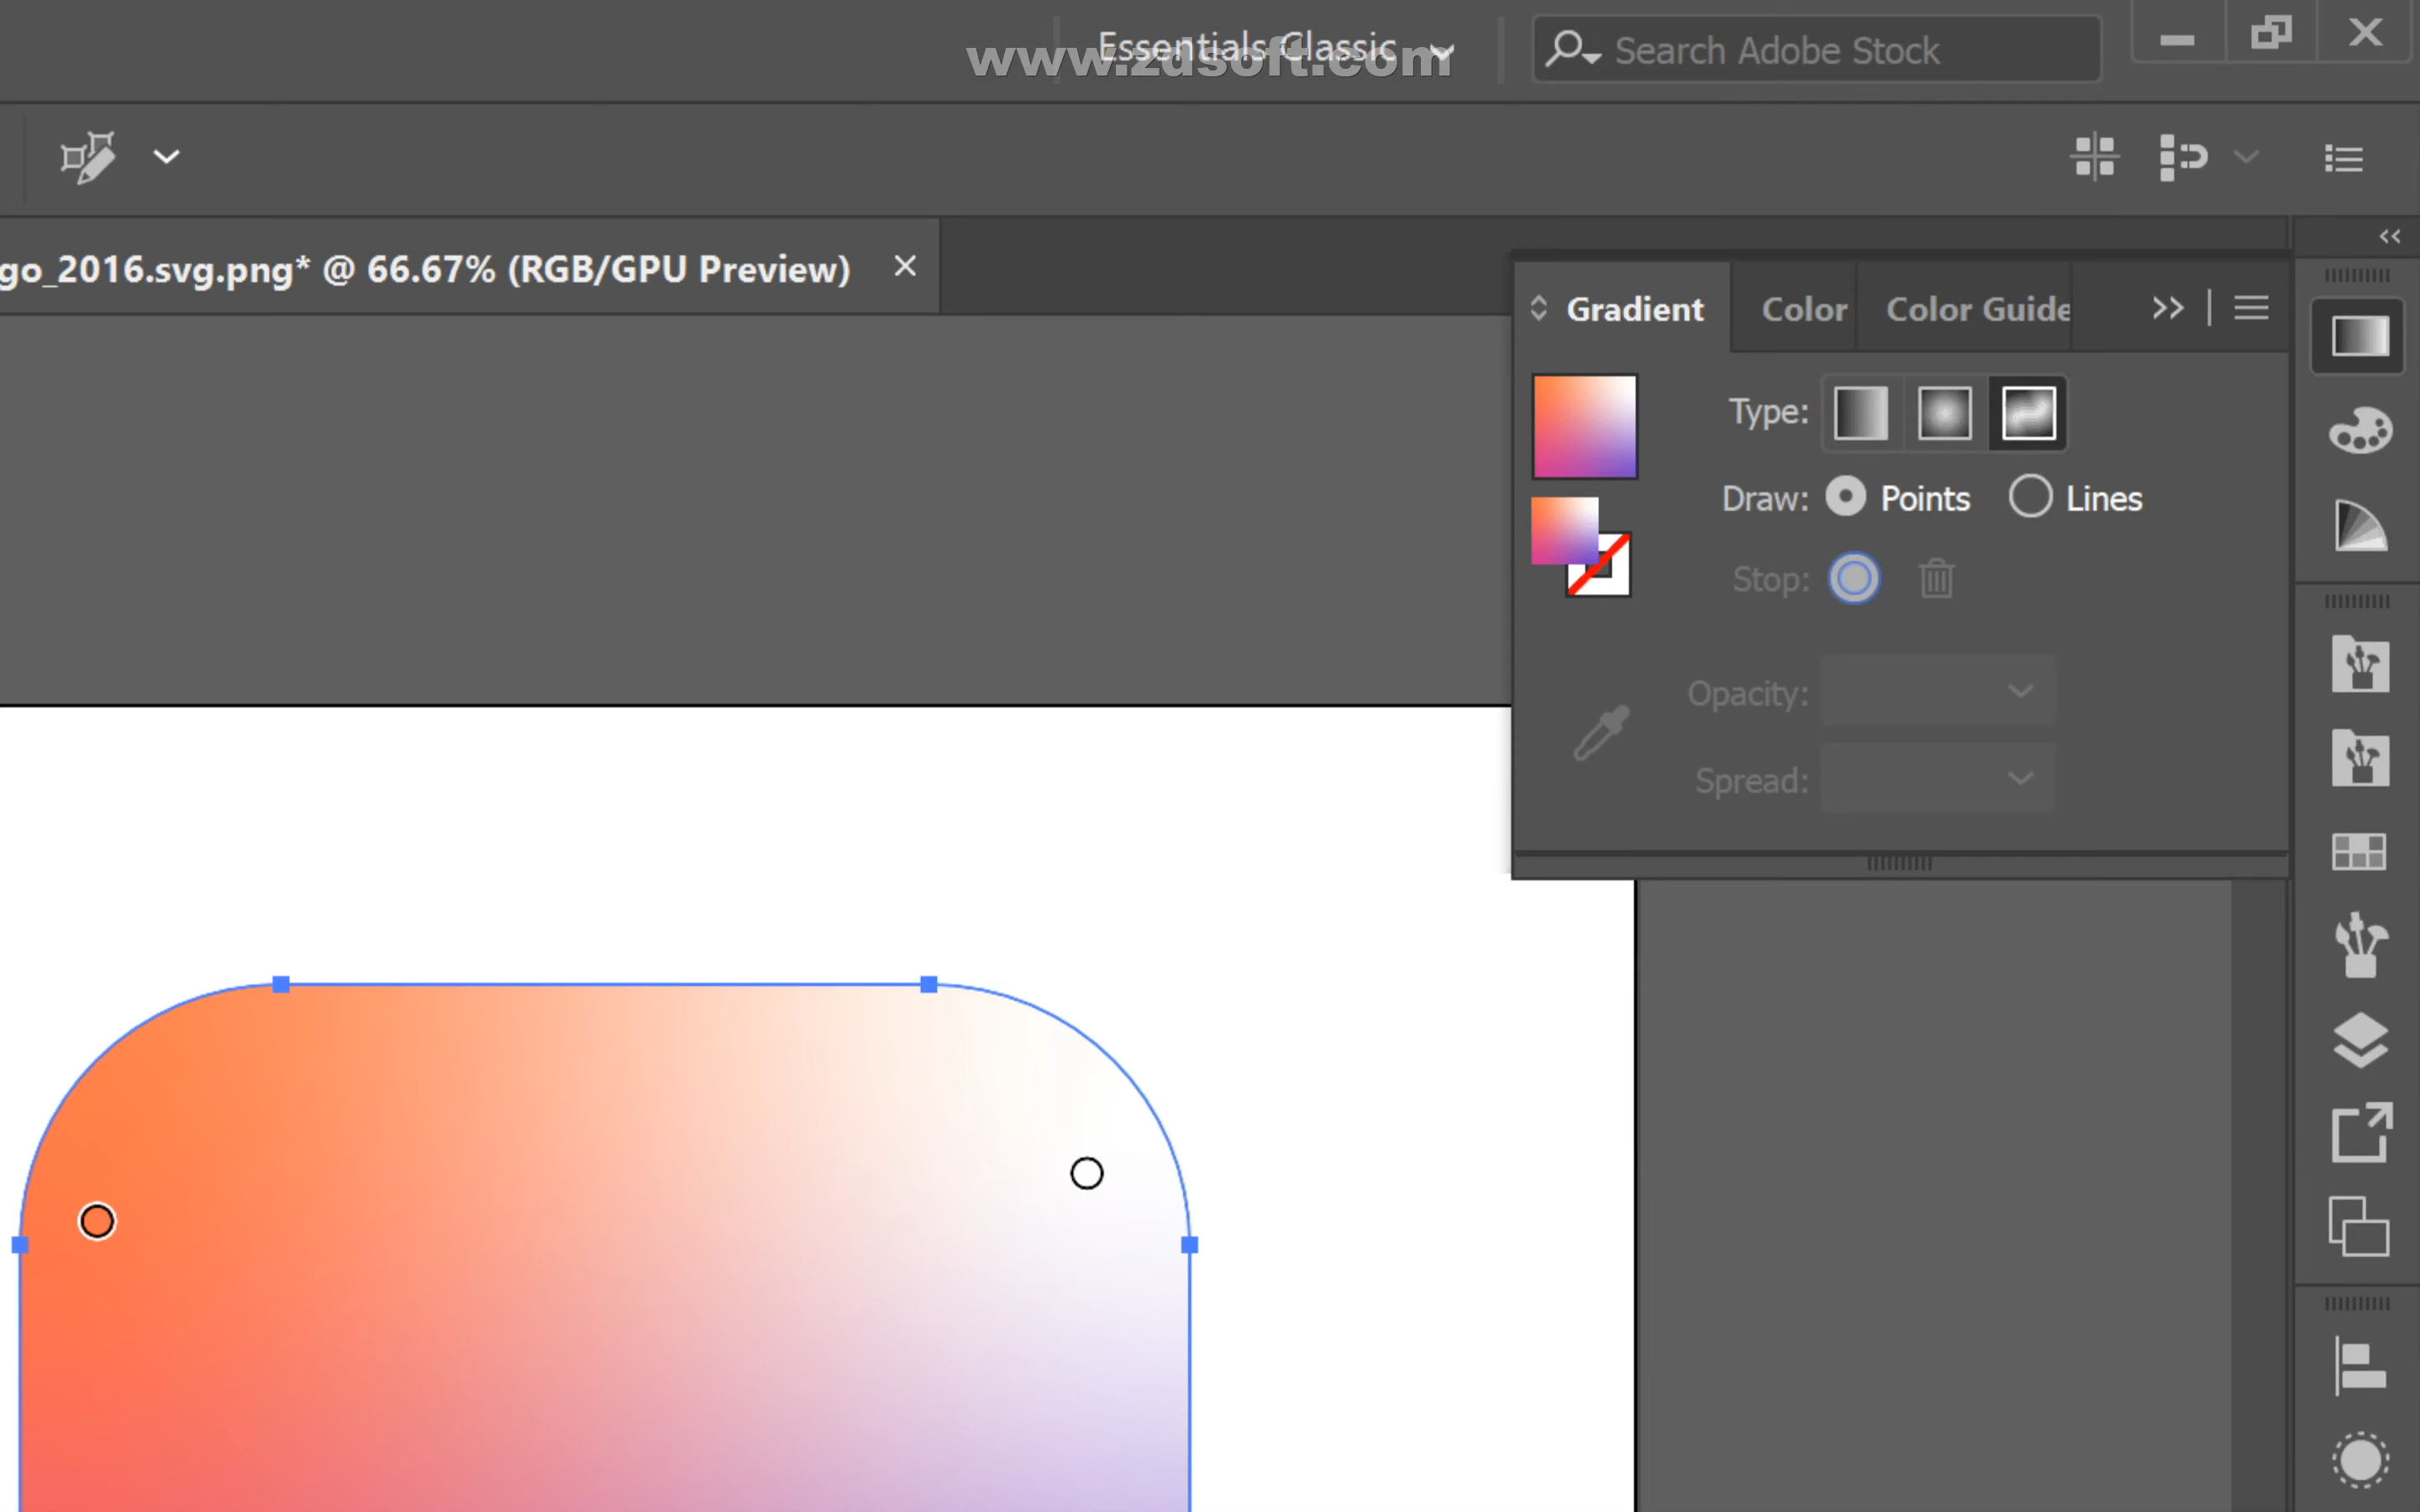 Essentials Classic
www.zdsoft.com
Search Adobe Stock
go_2016.svg.png* @ 66.67% (RGB/GPU Preview)
Gradient
Color
Color Guide
Type:
Draw:
Points
Lines
Stop:
Opacity:
Spread: